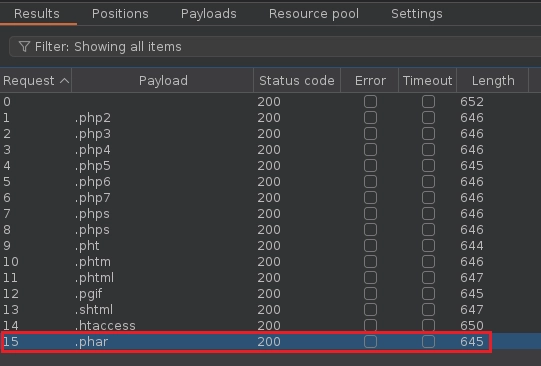 Results Positions Payloads Resource pool Settings
Filter: Showing all items
Request Payload Status code Error Timeout Length
0 200 652
1 .php2 200 646
2 .php3 200 646
3 .php4 200 646
4 .php5 200 645
5 .php6 200 646
6 .php7 200 646
7 .phps 200 646
8 .phps 200 646
9 .pht 200 644
10 .phtm 200 646
11 .phtml 200 647
12 .pgif 200 645
13 .shtml 200 647
14 .htaccess 200 650
15 .phar 200 645